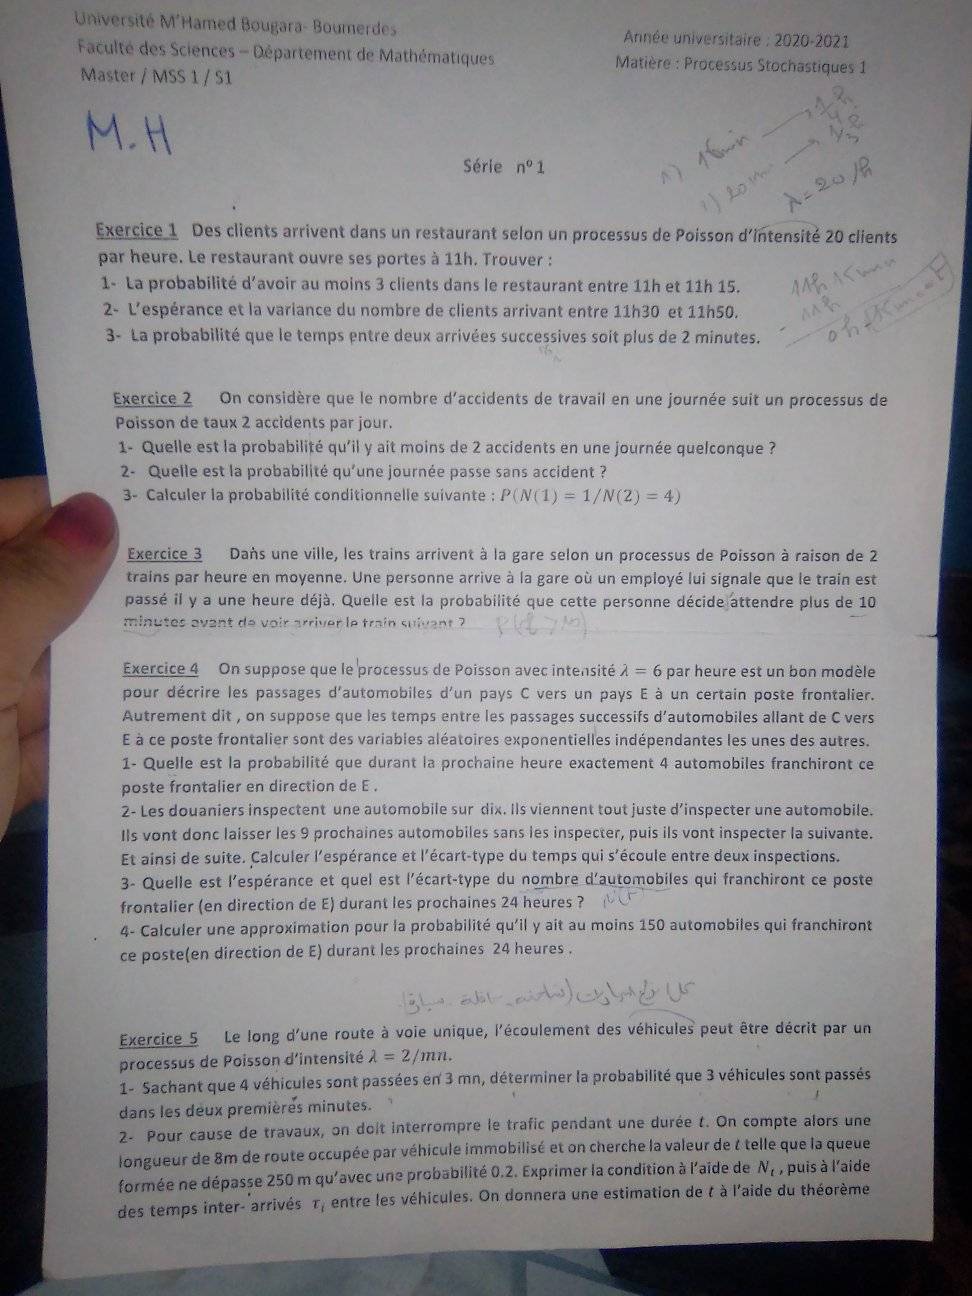 Université M'Hamed Bougara- Boumerdes
Faculté des Sciences – Département de Mathématiques
Master / MSS 1 / S1
Année universitaire : 2020-2021
Matière : Processus Stochastiques 1
M.H
1) 15min → 1/4 h
1) 20 → 1/3
λ = 20 /h
Série n° 1
Exercice 1 Des clients arrivent dans un restaurant selon un processus de Poisson d'intensité 20 clients
par heure. Le restaurant ouvre ses portes à 11h. Trouver :
1- La probabilité d'avoir au moins 3 clients dans le restaurant entre 11h et 11h 15.
2- L'espérance et la variance du nombre de clients arrivant entre 11h30 et 11h50.
3- La probabilité que le temps entre deux arrivées successives soit plus de 2 minutes.
11h 15min
11h
Exercice 2 On considère que le nombre d'accidents de travail en une journée suit un processus de
Poisson de taux 2 accidents par jour.
1- Quelle est la probabilité qu'il y ait moins de 2 accidents en une journée quelconque ?
2- Quelle est la probabilité qu'une journée passe sans accident ?
3- Calculer la probabilité conditionnelle suivante : P(N(1) = 1/N(2) = 4)
Exercice 3 Dans une ville, les trains arrivent à la gare selon un processus de Poisson à raison de 2
trains par heure en moyenne. Une personne arrive à la gare où un employé lui signale que le train est
passé il y a une heure déjà. Quelle est la probabilité que cette personne décide attendre plus de 10
minutes avant de voir arriver le train suivant ?
Exercice 4 On suppose que le processus de Poisson avec intensité λ = 6 par heure est un bon modèle
pour décrire les passages d'automobiles d'un pays C vers un pays E à un certain poste frontalier.
Autrement dit , on suppose que les temps entre les passages successifs d'automobiles allant de C vers
E à ce poste frontalier sont des variables aléatoires exponentielles indépendantes les unes des autres.
1- Quelle est la probabilité que durant la prochaine heure exactement 4 automobiles franchiront ce
poste frontalier en direction de E .
2- Les douaniers inspectent une automobile sur dix. Ils viennent tout juste d'inspecter une automobile.
Ils vont donc laisser les 9 prochaines automobiles sans les inspecter, puis ils vont inspecter la suivante.
Et ainsi de suite. Calculer l'espérance et l'écart-type du temps qui s'écoule entre deux inspections.
3- Quelle est l'espérance et quel est l'écart-type du nombre d'automobiles qui franchiront ce poste
frontalier (en direction de E) durant les prochaines 24 heures ?
4- Calculer une approximation pour la probabilité qu'il y ait au moins 150 automobiles qui franchiront
ce poste(en direction de E) durant les prochaines 24 heures .
Exercice 5 Le long d'une route à voie unique, l'écoulement des véhicules peut être décrit par un
processus de Poisson d'intensité λ = 2/mn.
1- Sachant que 4 véhicules sont passées en 3 mn, déterminer la probabilité que 3 véhicules sont passés
dans les deux premières minutes.
2- Pour cause de travaux, on doit interrompre le trafic pendant une durée t. On compte alors une
longueur de 8m de route occupée par véhicule immobilisé et on cherche la valeur de t telle que la queue
formée ne dépasse 250 m qu'avec une probabilité 0.2. Exprimer la condition à l'aide de Nt , puis à l'aide
des temps inter- arrivés τi entre les véhicules. On donnera une estimation de t à l'aide du théorème